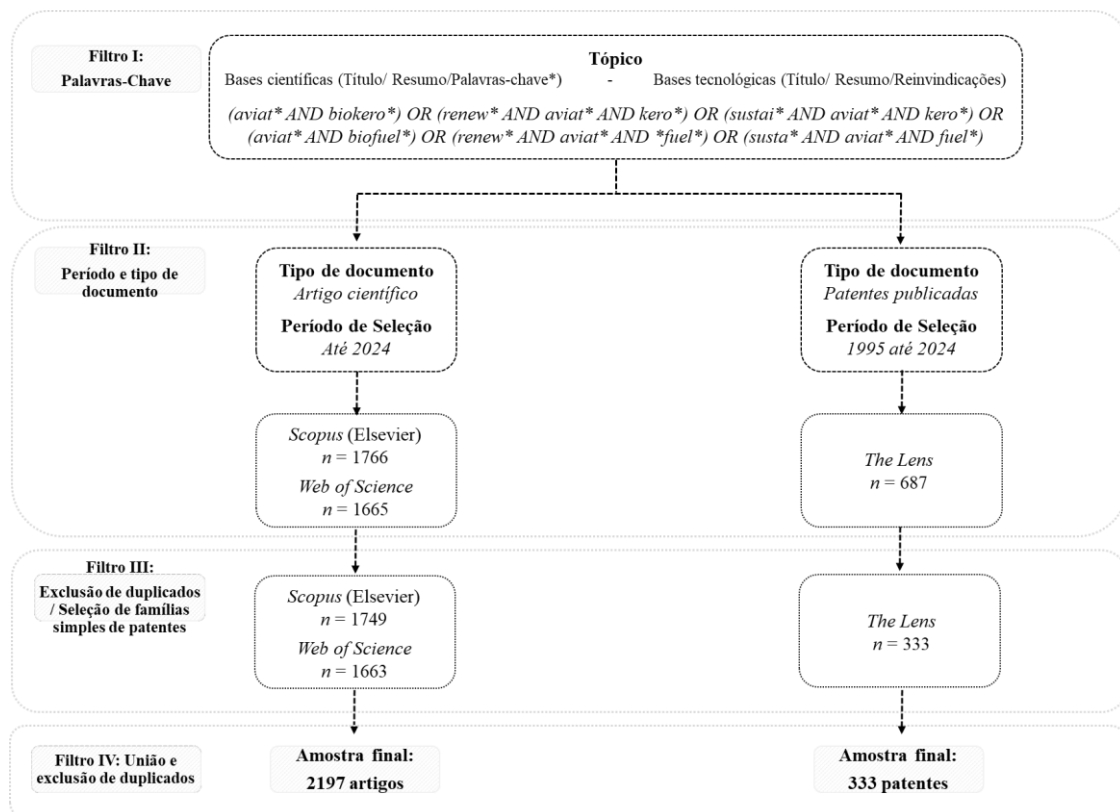 Filtro I:
Palavras-Chave
Tópico
Bases científicas (Título/ Resumo/Palavras-chave*) - Bases tecnológicas (Título/ Resumo/Reinvindicações)
(aviat* AND biokero*) OR (renew* AND aviat* AND kero*) OR (sustai* AND aviat* AND kero*) OR
(aviat* AND biofuel*) OR (renew* AND aviat* AND *fuel*) OR (susta* AND aviat* AND fuel*)
Filtro II:
Período e tipo de
documento
Tipo de documento
Artigo científico
Período de Seleção
Até 2024
Tipo de documento
Patentes publicadas
Período de Seleção
1995 até 2024
Scopus (Elsevier)
n = 1766
Web of Science
n = 1665
The Lens
n = 687
Filtro III:
Exclusão de duplicados
/ Seleção de famílias
simples de patentes
Scopus (Elsevier)
n = 1749
Web of Science
n = 1663
The Lens
n = 333
Filtro IV: União e
exclusão de duplicados
Amostra final:
2197 artigos
Amostra final:
333 patentes